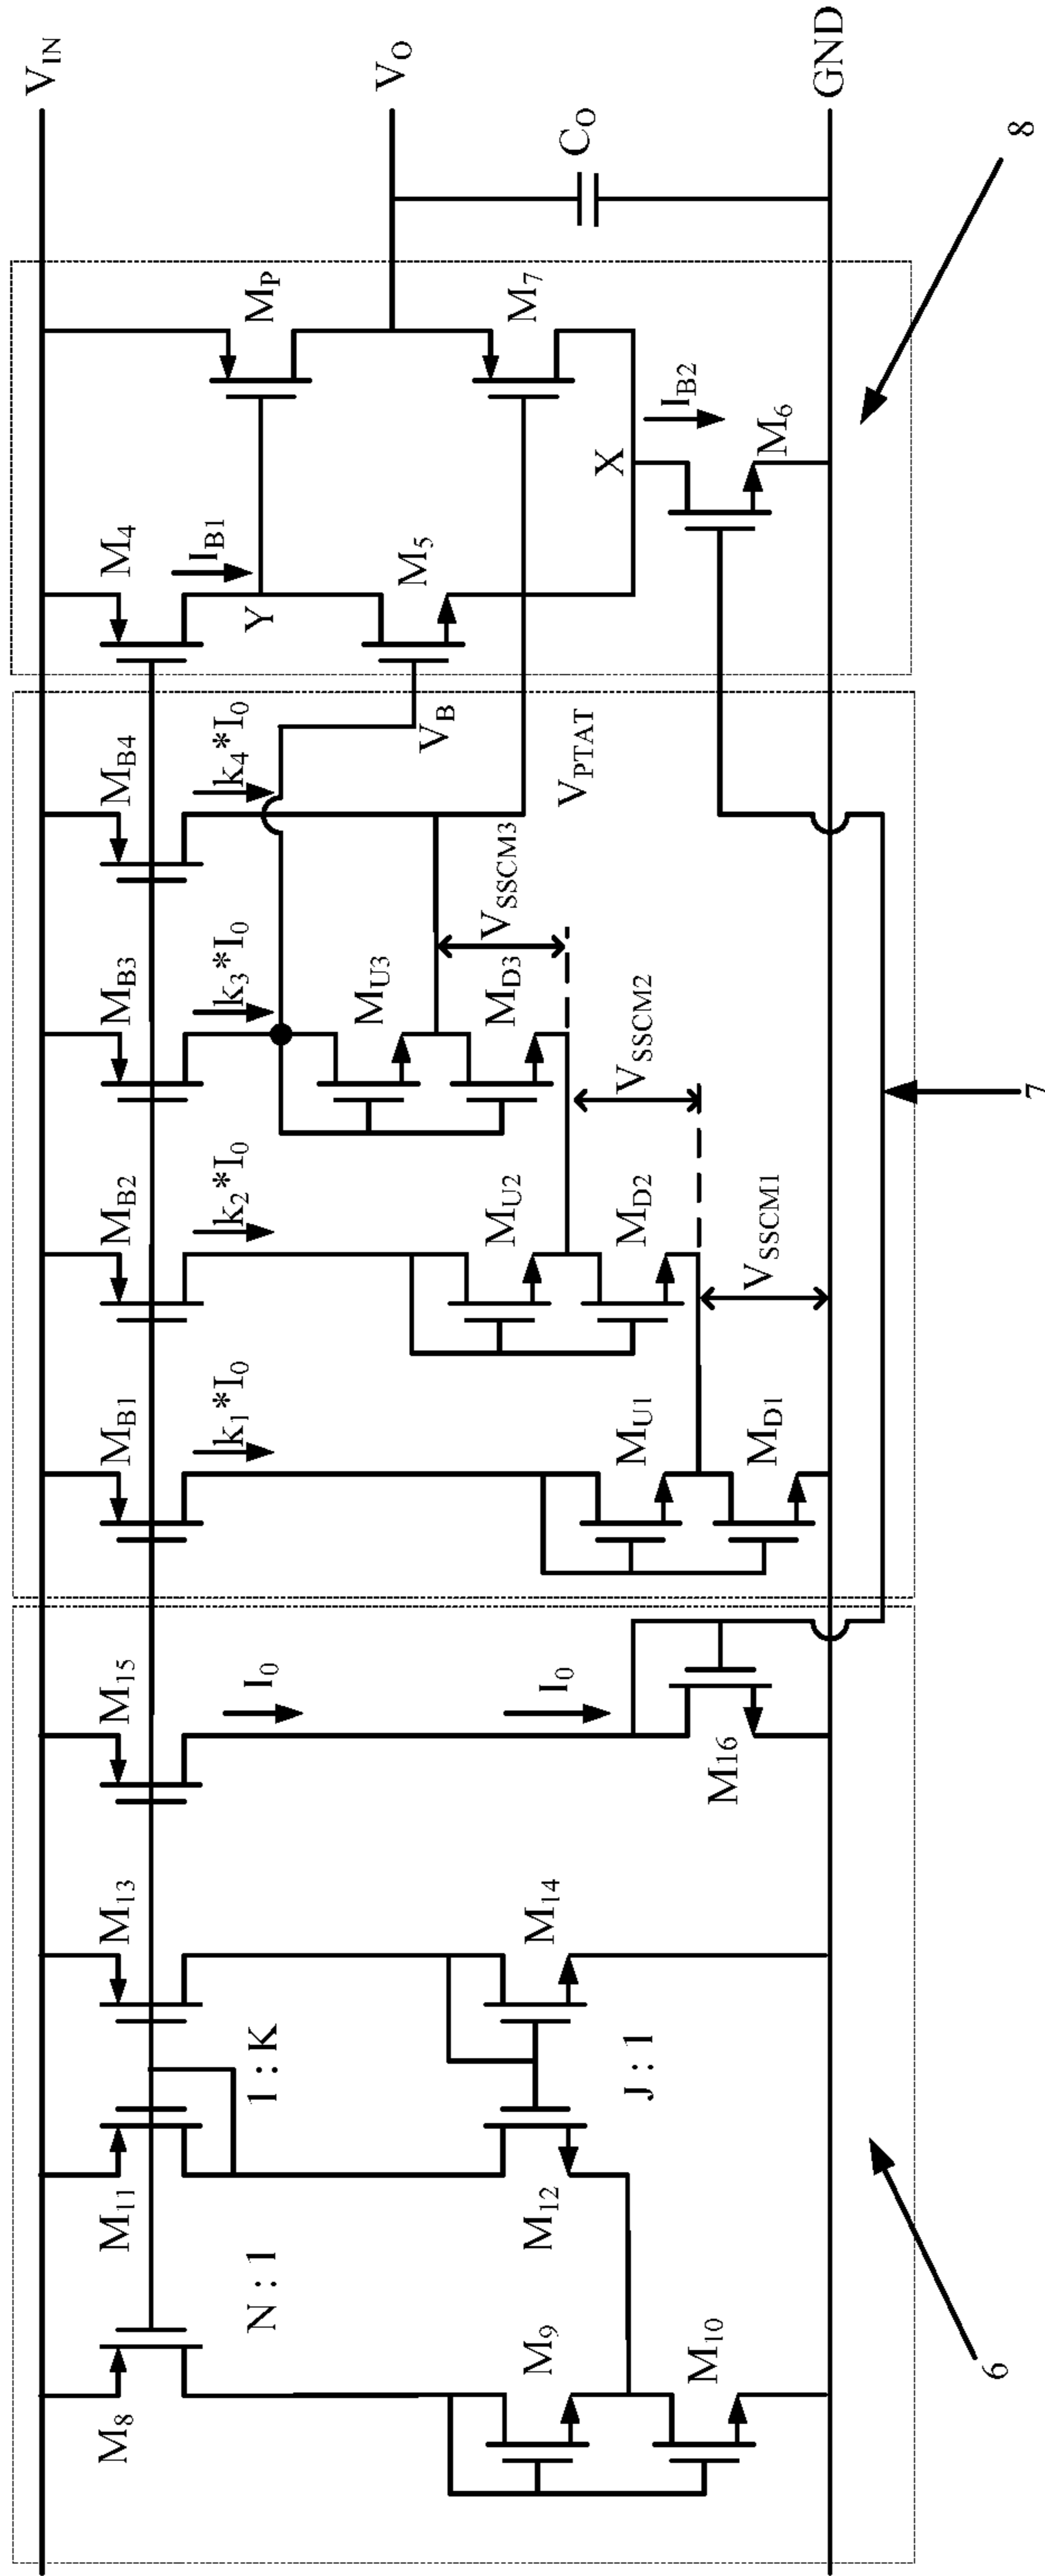 V_IN
V_O
GND
C_O
8
M_4
I_B1
Y
M_P
M_5
M_7
X
I_B2
M_6
M_B4
k_4*I_0
V_B
V_PTAT
M_B3
k_3*I_0
M_U3
M_D3
V_SSCM3
M_B2
k_2*I_0
M_U2
M_D2
V_SSCM2
M_B1
k_1*I_0
M_U1
M_D1
V_SSCM1
7
M_15
I_0
I_0
M_16
M_13
1 : K
M_14
J : 1
M_11
N : 1
M_12
M_8
M_9
M_10
6